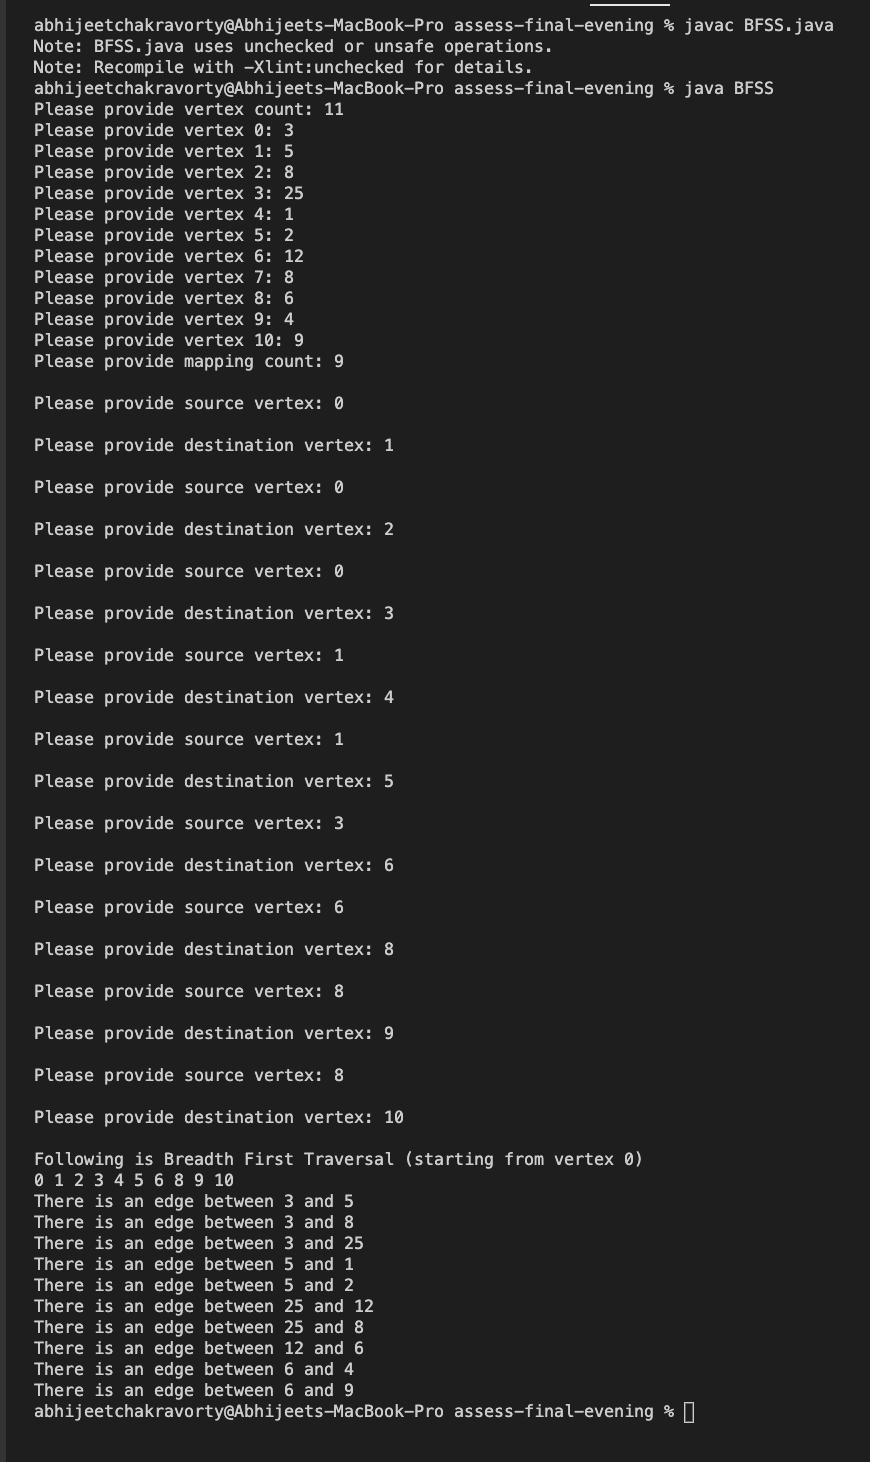 abhijeetchakravorty@Abhijeets-MacBook-Pro assess-final-evening % javac BFSS.java
Note: BFSS.java uses unchecked or unsafe operations.
Note: Recompile with -Xlint:unchecked for details.
abhijeetchakravorty@Abhijeets-MacBook-Pro assess-final-evening % java BFSS
Please provide vertex count: 11
Please provide vertex 0: 3
Please provide vertex 1: 5
Please provide vertex 2: 8
Please provide vertex 3: 25
Please provide vertex 4: 1
Please provide vertex 5: 2
Please provide vertex 6: 12
Please provide vertex 7: 8
Please provide vertex 8: 6
Please provide vertex 9: 4
Please provide vertex 10: 9
Please provide mapping count: 9
Please provide source vertex: 0
Please provide destination vertex: 1
Please provide source vertex: 0
Please provide destination vertex: 2
Please provide source vertex: 0
Please provide destination vertex: 3
Please provide source vertex: 1
Please provide destination vertex: 4
Please provide source vertex: 1
Please provide destination vertex: 5
Please provide source vertex: 3
Please provide destination vertex: 6
Please provide source vertex: 6
Please provide destination vertex: 8
Please provide source vertex: 8
Please provide destination vertex: 9
Please provide source vertex: 8
Please provide destination vertex: 10
Following is Breadth First Traversal (starting from vertex 0)
0 1 2 3 4 5 6 8 9 10
There is an edge between 3 and 5
There is an edge between 3 and 8
There is an edge between 3 and 25
There is an edge between 5 and 1
There is an edge between 5 and 2
There is an edge between 25 and 12
There is an edge between 25 and 8
There is an edge between 12 and 6
There is an edge between 6 and 4
There is an edge between 6 and 9
abhijeetchakravorty@Abhijeets-MacBook-Pro assess-final-evening %